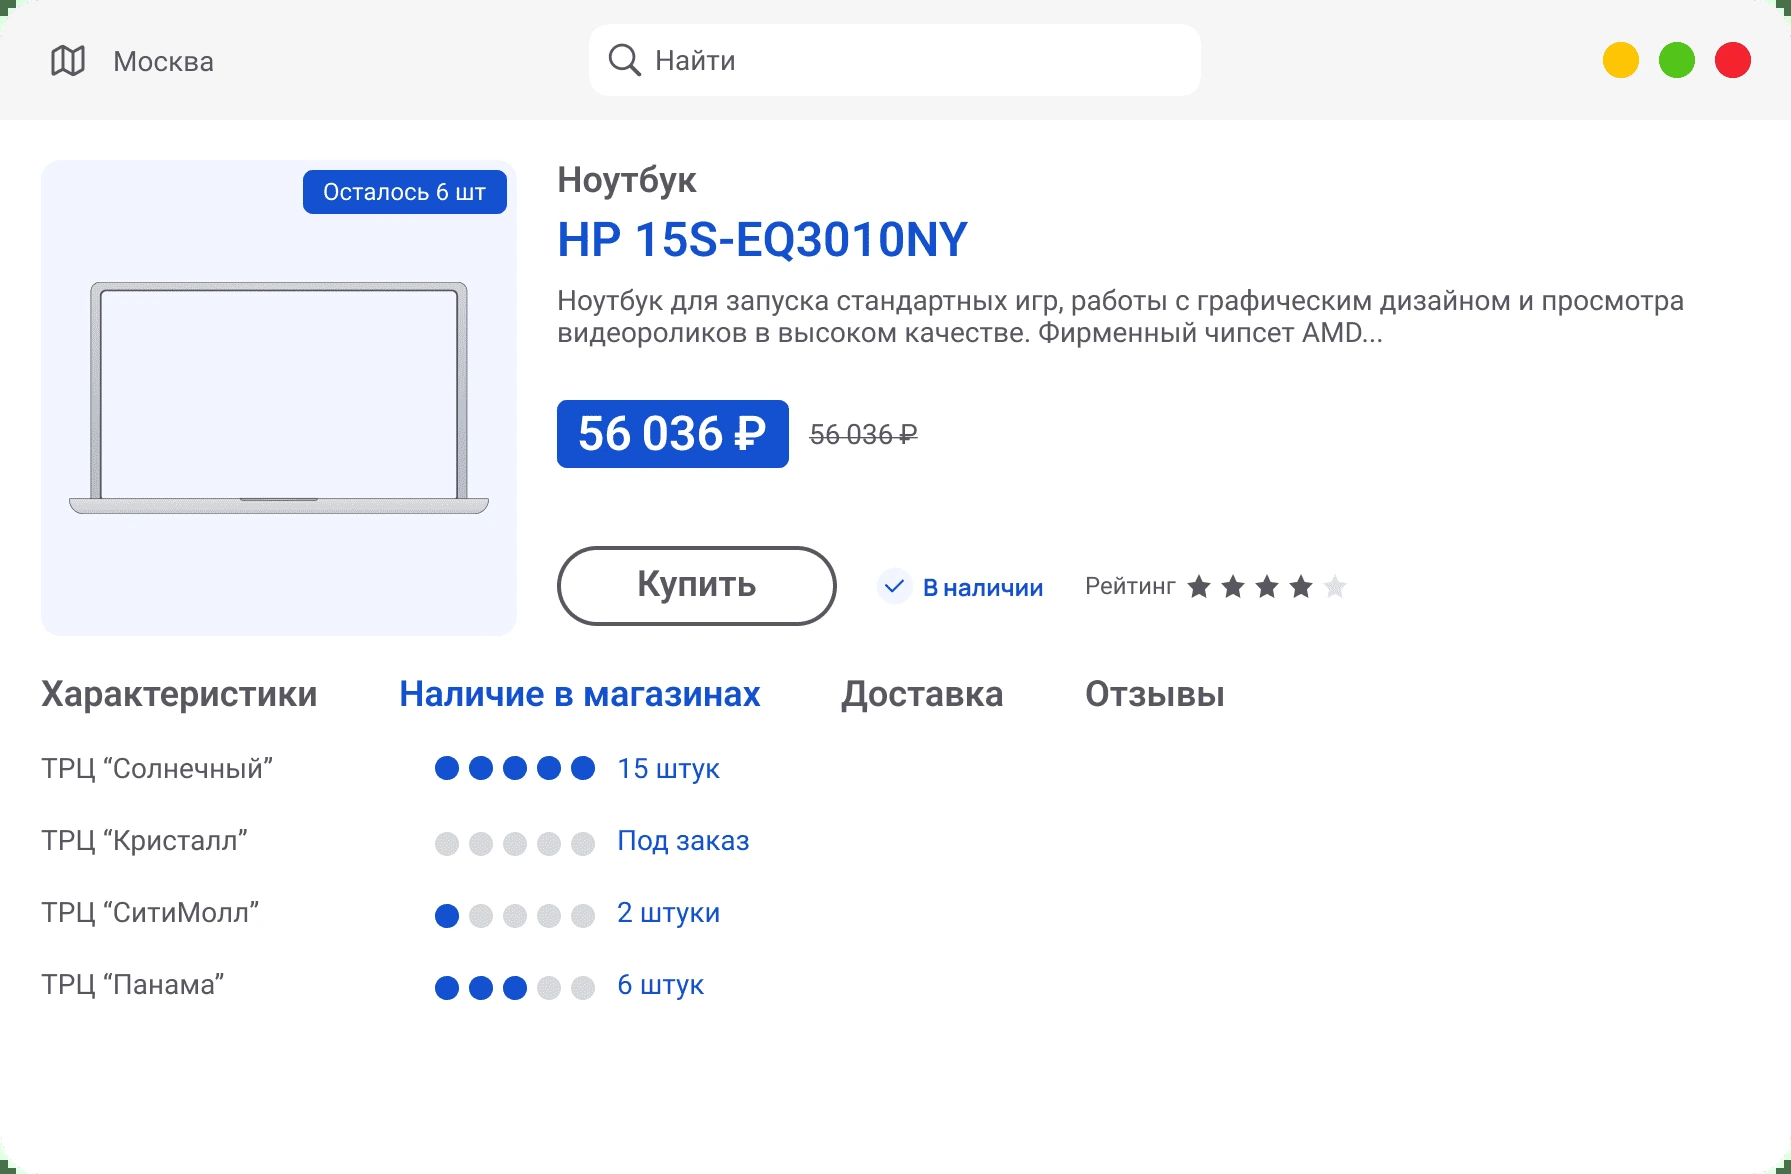 Москва
Найти
Осталось 6 шт
Ноутбук
HP 15S-EQ3010NY
Ноутбук для запуска стандартных игр, работы с графическим дизайном и просмотра
видеороликов в высоком качестве. Фирменный чипсет AMD...
56 036 ₽
56 036 ₽
Купить
В наличии
Рейтинг
Характеристики
Наличие в магазинах
Доставка
Отзывы
ТРЦ “Солнечный”
15 штук
ТРЦ “Кристалл”
Под заказ
ТРЦ “СитиМолл”
2 штуки
ТРЦ “Панама”
6 штук